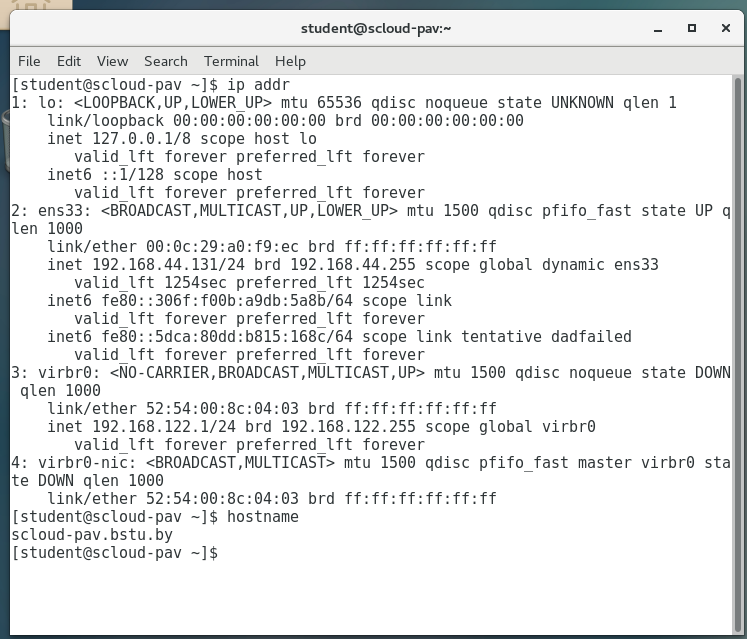 student@scloud-pav:~
File Edit View Search Terminal Help
[student@scloud-pav ~]$ ip addr
1: lo: <LOOPBACK,UP,LOWER_UP> mtu 65536 qdisc noqueue state UNKNOWN qlen 1
    link/loopback 00:00:00:00:00:00 brd 00:00:00:00:00:00
    inet 127.0.0.1/8 scope host lo
       valid_lft forever preferred_lft forever
    inet6 ::1/128 scope host
       valid_lft forever preferred_lft forever
2: ens33: <BROADCAST,MULTICAST,UP,LOWER_UP> mtu 1500 qdisc pfifo_fast state UP q
len 1000
    link/ether 00:0c:29:a0:f9:ec brd ff:ff:ff:ff:ff:ff
    inet 192.168.44.131/24 brd 192.168.44.255 scope global dynamic ens33
       valid_lft 1254sec preferred_lft 1254sec
    inet6 fe80::306f:f00b:a9db:5a8b/64 scope link
       valid_lft forever preferred_lft forever
    inet6 fe80::5dca:80dd:b815:168c/64 scope link tentative dadfailed
       valid_lft forever preferred_lft forever
3: virbr0: <NO-CARRIER,BROADCAST,MULTICAST,UP> mtu 1500 qdisc noqueue state DOWN
 qlen 1000
    link/ether 52:54:00:8c:04:03 brd ff:ff:ff:ff:ff:ff
    inet 192.168.122.1/24 brd 192.168.122.255 scope global virbr0
       valid_lft forever preferred_lft forever
4: virbr0-nic: <BROADCAST,MULTICAST> mtu 1500 qdisc pfifo_fast master virbr0 sta
te DOWN qlen 1000
    link/ether 52:54:00:8c:04:03 brd ff:ff:ff:ff:ff:ff
[student@scloud-pav ~]$ hostname
scloud-pav.bstu.by
[student@scloud-pav ~]$